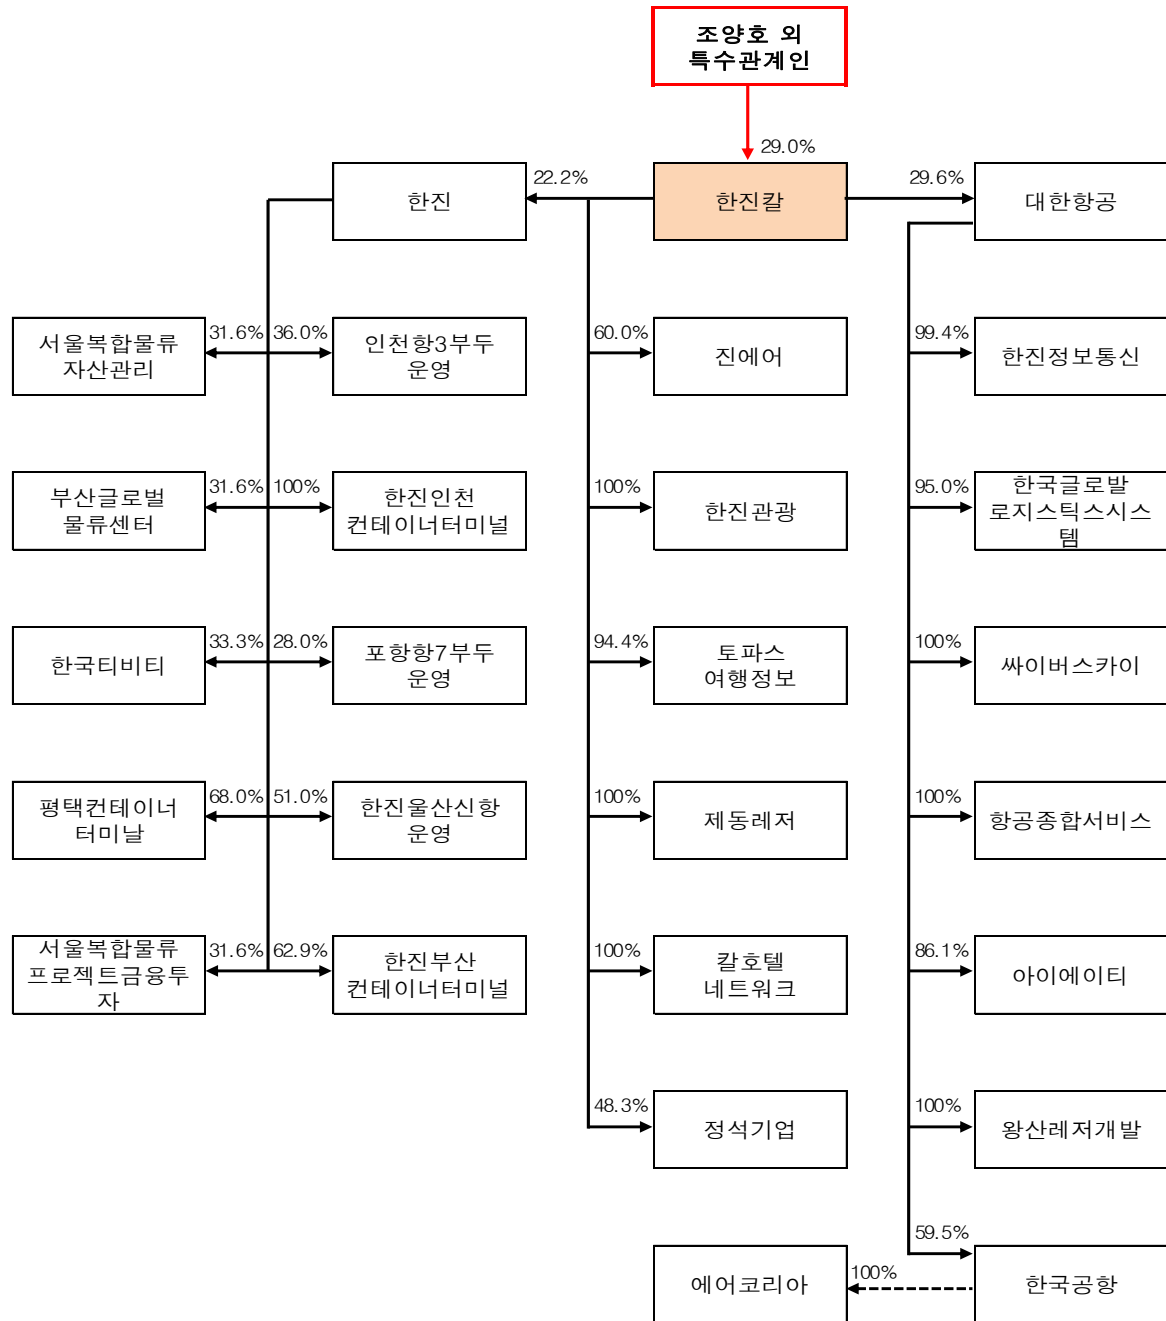 조양호 외
특수관계인
29.0%
한진
22.2%
한진칼
29.6%
대한항공
서울복합물류
자산관리
31.6%
36.0%
인천항3부두
운영
60.0%
진에어
99.4%
한진정보통신
부산글로벌
물류센터
31.6%
100%
한진인천
컨테이너터미널
100%
한진관광
95.0%
한국글로발
로지스틱스시스
템
한국티비티
33.3%
28.0%
포항항7부두
운영
94.4%
토파스
여행정보
100%
싸이버스카이
평택컨테이너
터미날
68.0%
51.0%
한진울산신항
운영
100%
제동레저
100%
항공종합서비스
서울복합물류
프로젝트금융투
자
31.6%
62.9%
한진부산
컨테이너터미널
100%
칼호텔
네트워크
86.1%
아이에이티
48.3%
정석기업
100%
왕산레저개발
에어코리아
100%
59.5%
한국공항